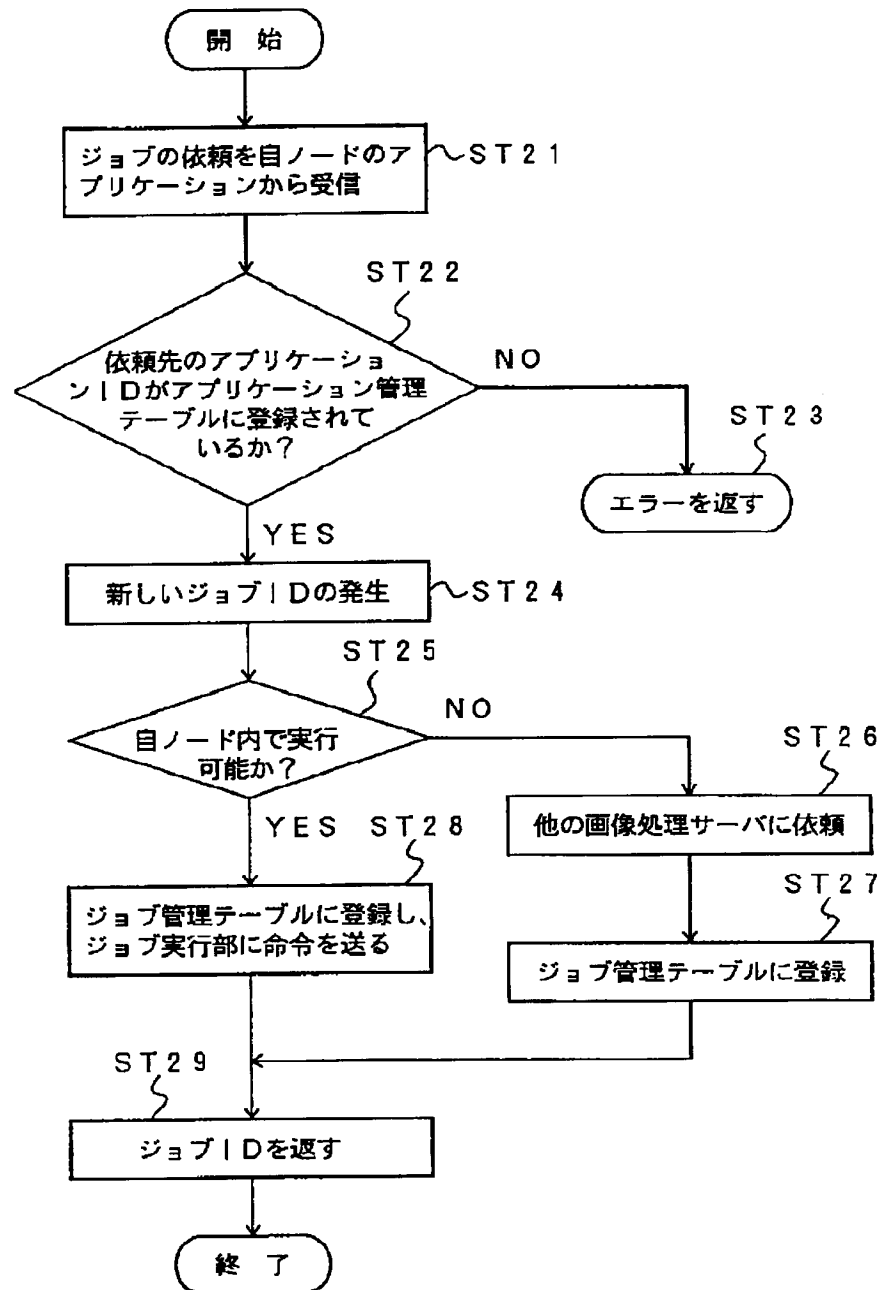 開 始
ジョブの依頼を自ノードのア
プリケーションから受信
ST21
ST22
依頼先のアプリケーショ
ンIDがアプリケーション管理
テーブルに登録されて
いるか？
NO
ST23
エラーを返す
YES
新しいジョブIDの発生
ST24
ST25
自ノード内で実行
可能か？
NO
ST26
他の画像処理サーバに依頼
YES
ST28
ジョブ管理テーブルに登録し、
ジョブ実行部に命令を送る
ST27
ジョブ管理テーブルに登録
ST29
ジョブIDを返す
終 了